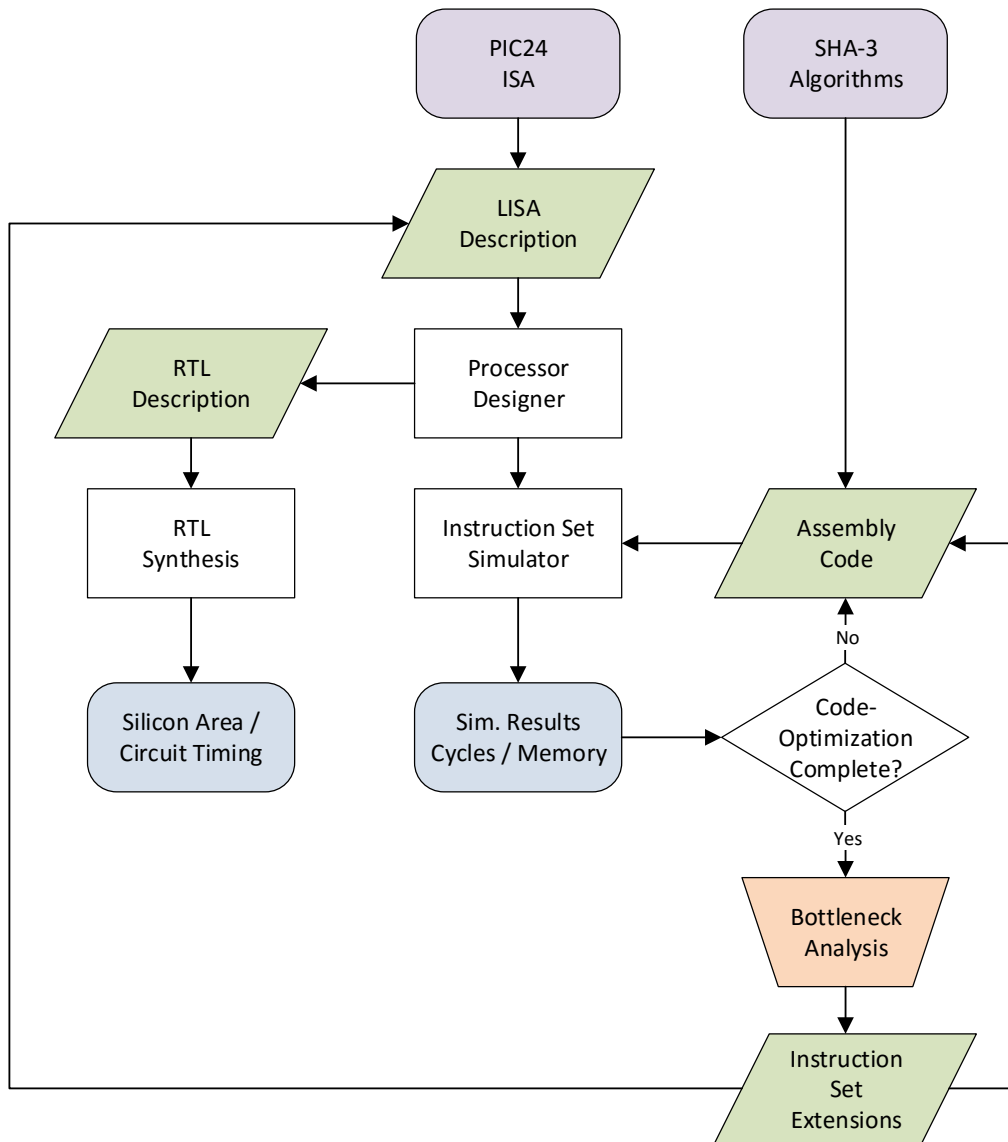 PIC24
ISA
SHA-3
Algorithms
LISA
Description
RTL
Description
Processor
Designer
RTL
Synthesis
Instruction Set
Simulator
Assembly
Code
No
Silicon Area /
Circuit Timing
Sim. Results
Cycles / Memory
Code-
Optimization
Complete?
Yes
Bottleneck
Analysis
Instruction
Set
Extensions